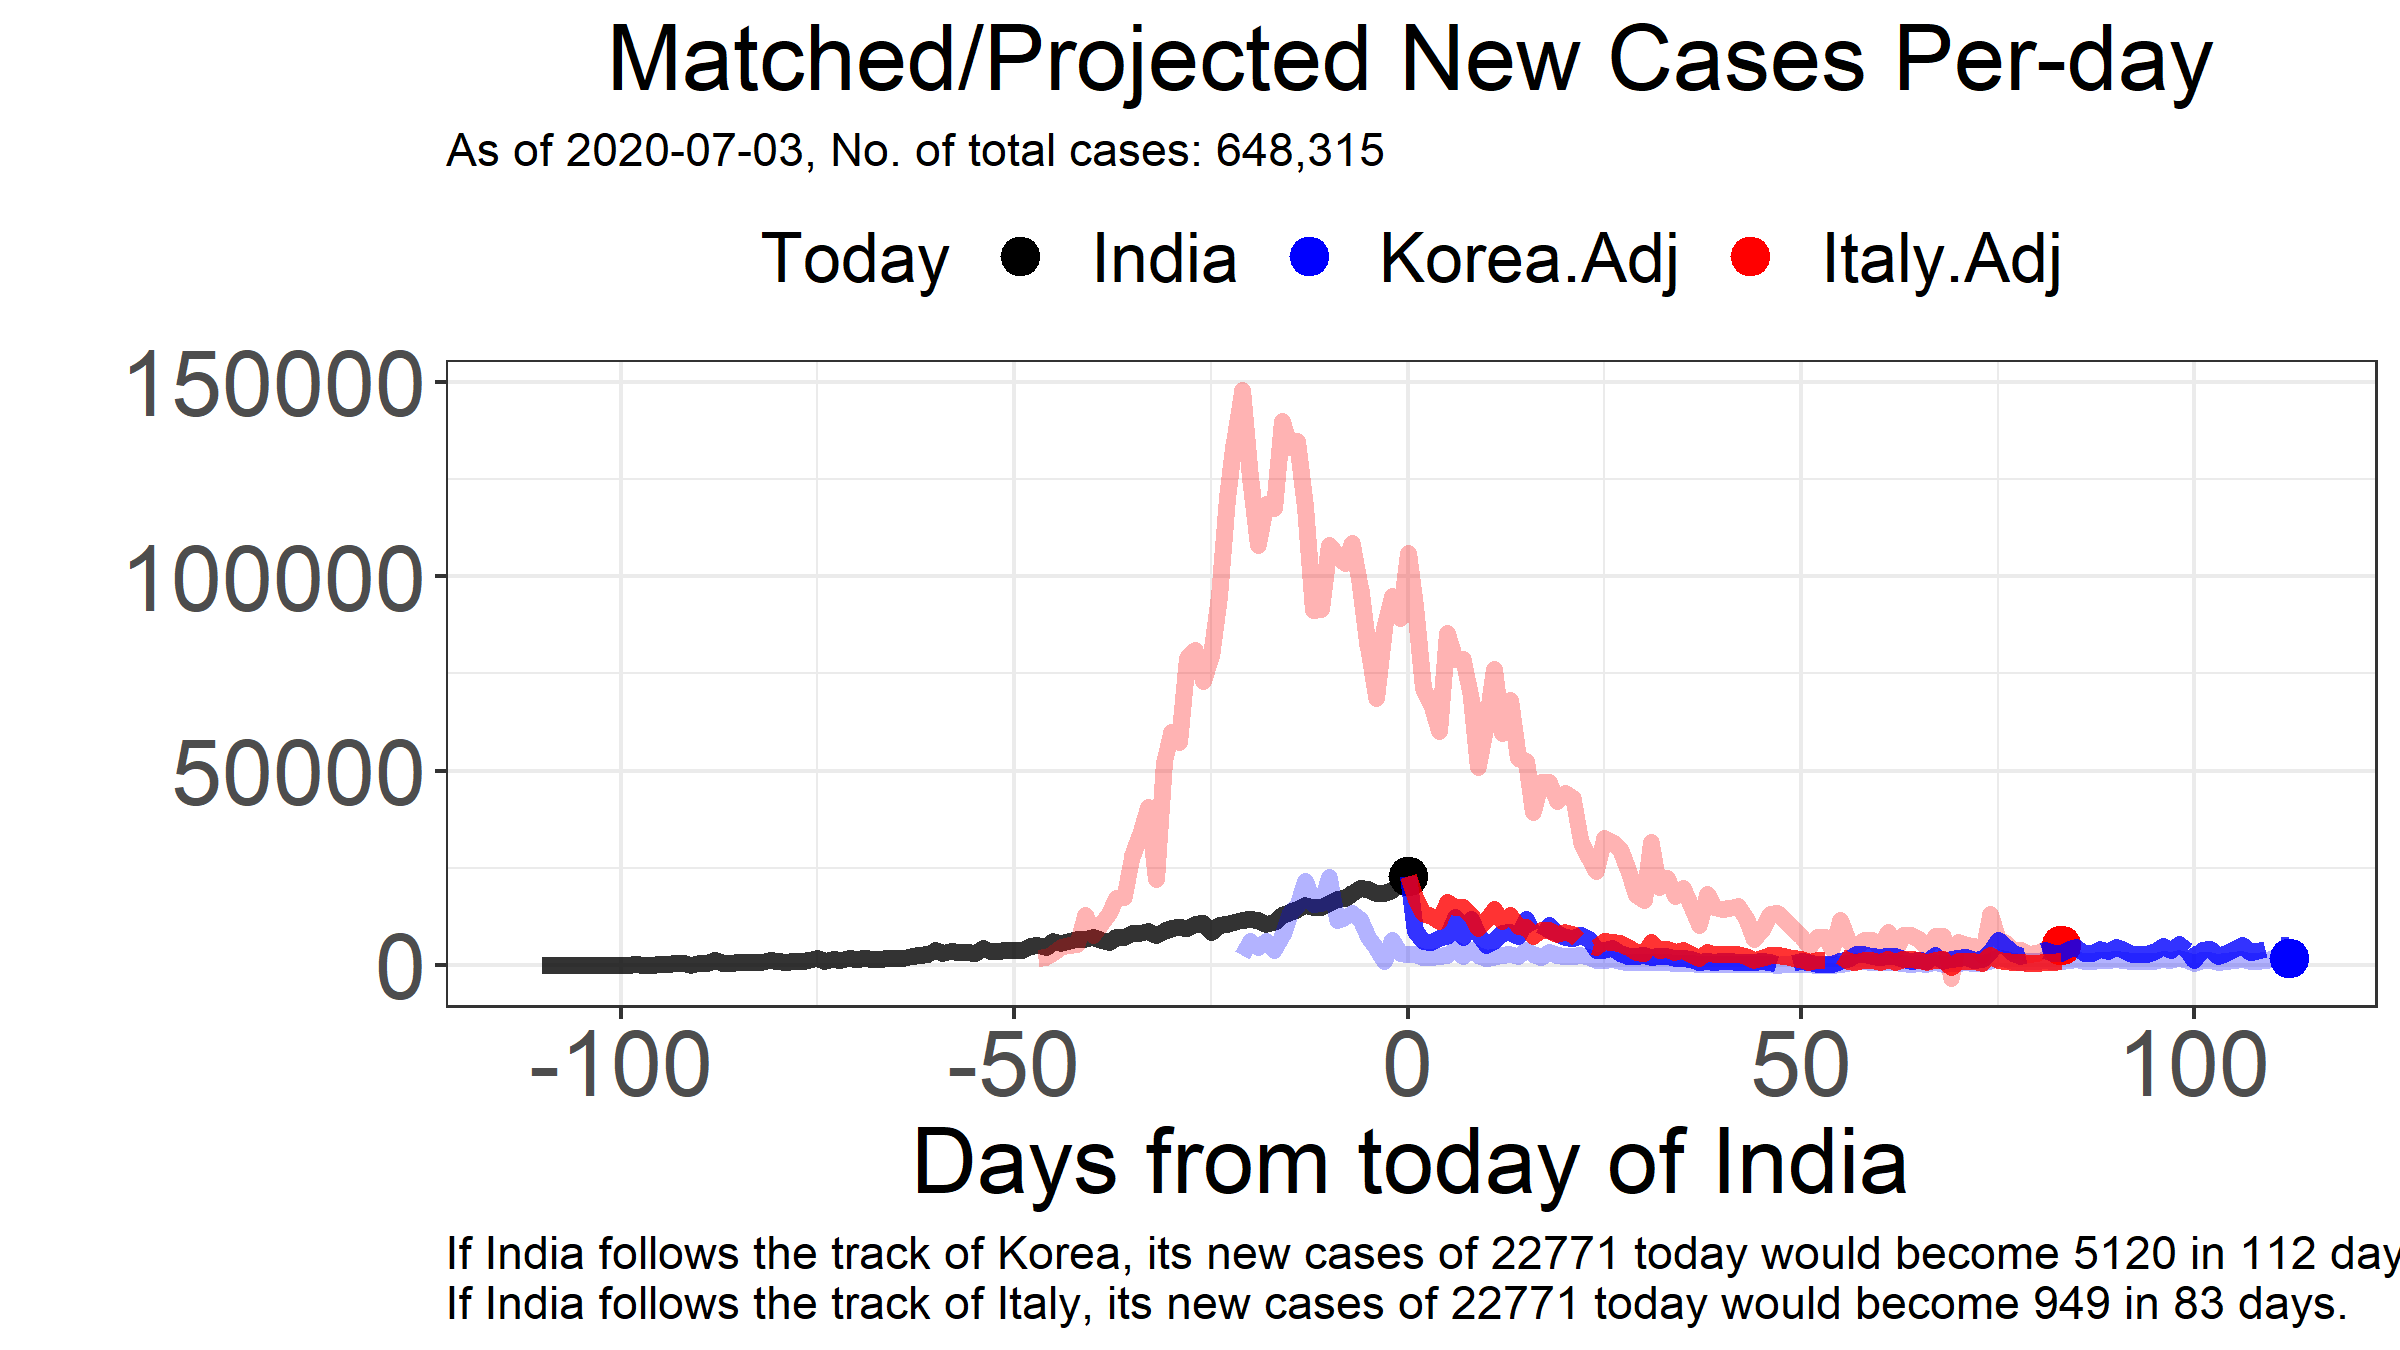 Matched/Projected New Cases Per-day
As of 2020-07-03, No. of total cases: 648,315
Today India Korea.Adj Italy.Adj
150000
100000
50000
0
-100 -50 0 50 100
Days from today of India
If India follows the track of Korea, its new cases of 22771 today would become 5120 in 112 day
If India follows the track of Italy, its new cases of 22771 today would become 949 in 83 days.